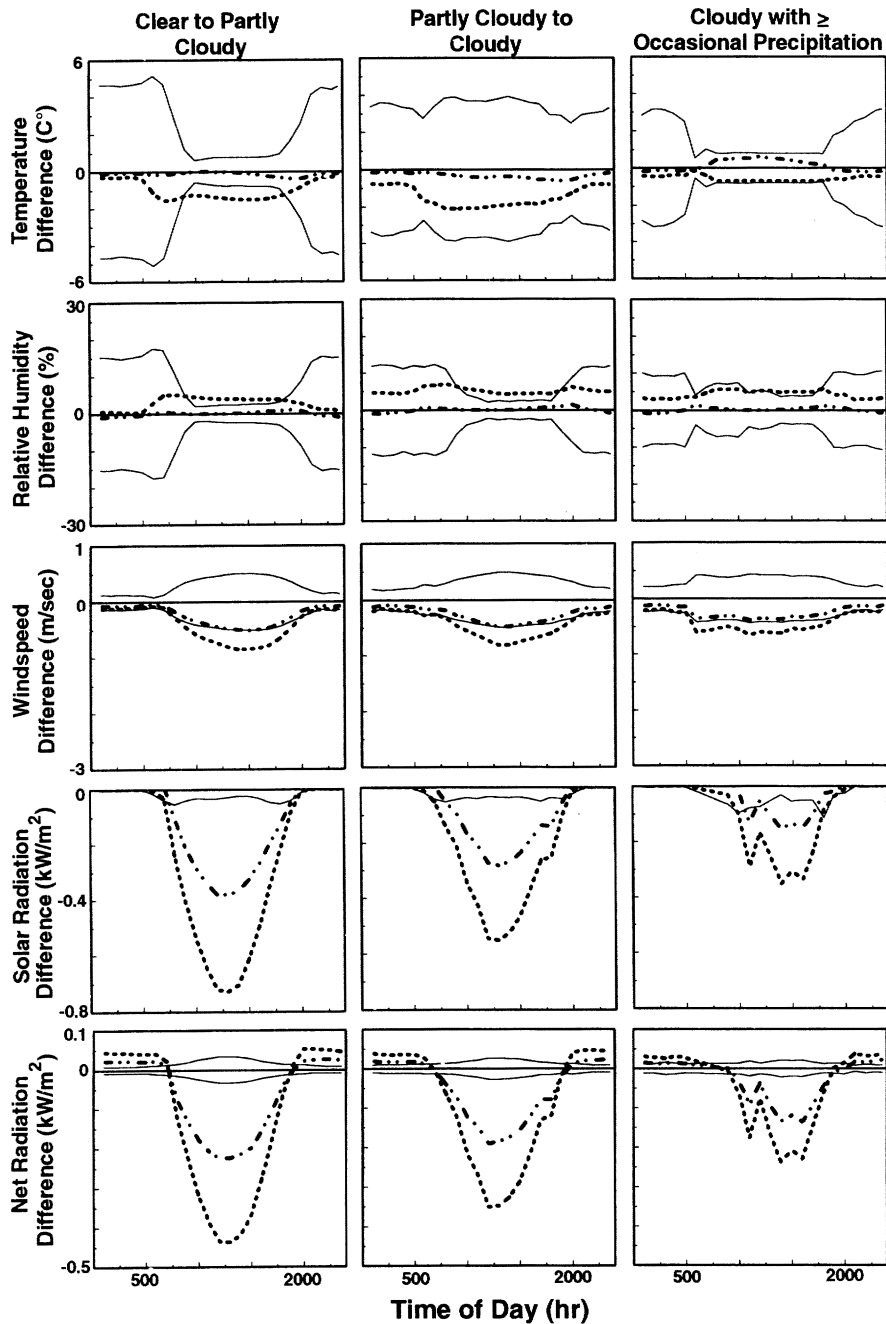 Clear to Partly
Cloudy
Partly Cloudy to
Cloudy
Cloudy with ≥
Occasional Precipitation
Temperature
Difference (C°)
6
0
-6
Relative Humidity
Difference (%)
30
0
-30
Windspeed
Difference (m/sec)
1
0
-3
Solar Radiation
Difference (kW/m²)
0
-0.4
-0.8
Net Radiation
Difference (kW/m²)
0.1
0
-0.5
500 2000 500 2000 500 2000
Time of Day (hr)